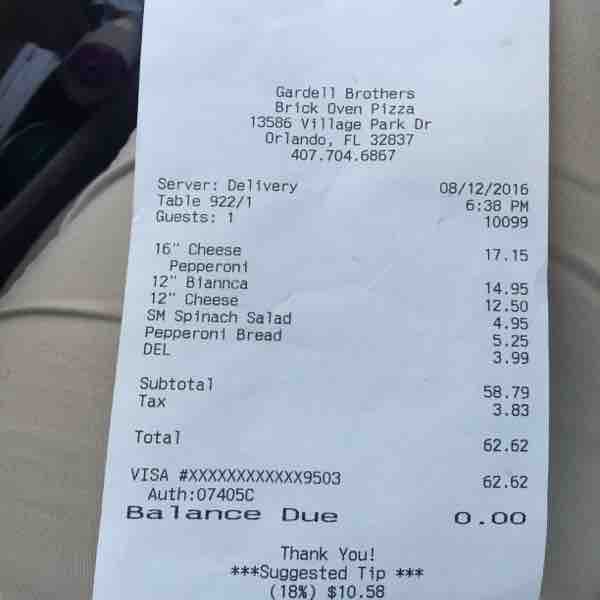 Gardell Brothers
Brick Oven Pizza
13586 Village Park Dr
Orlando, FL 32837
407.704.6867
Server: Delivery 08/12/2016
Table 922/1 6:38 PM
Guests: 1 10099
16" Cheese 17.15
Pepperoni
12" Biannca 14.95
12" Cheese 12.50
SM Spinach Salad 4.95
Pepperoni Bread 5.25
DEL 3.99
Subtotal 58.79
Tax 3.83
Total 62.62
VISA #XXXXXXXXXXXX9503 62.62
Auth:07405C
Balance Due 0.00
Thank You!
***Suggested Tip ***
(18%) $10.58